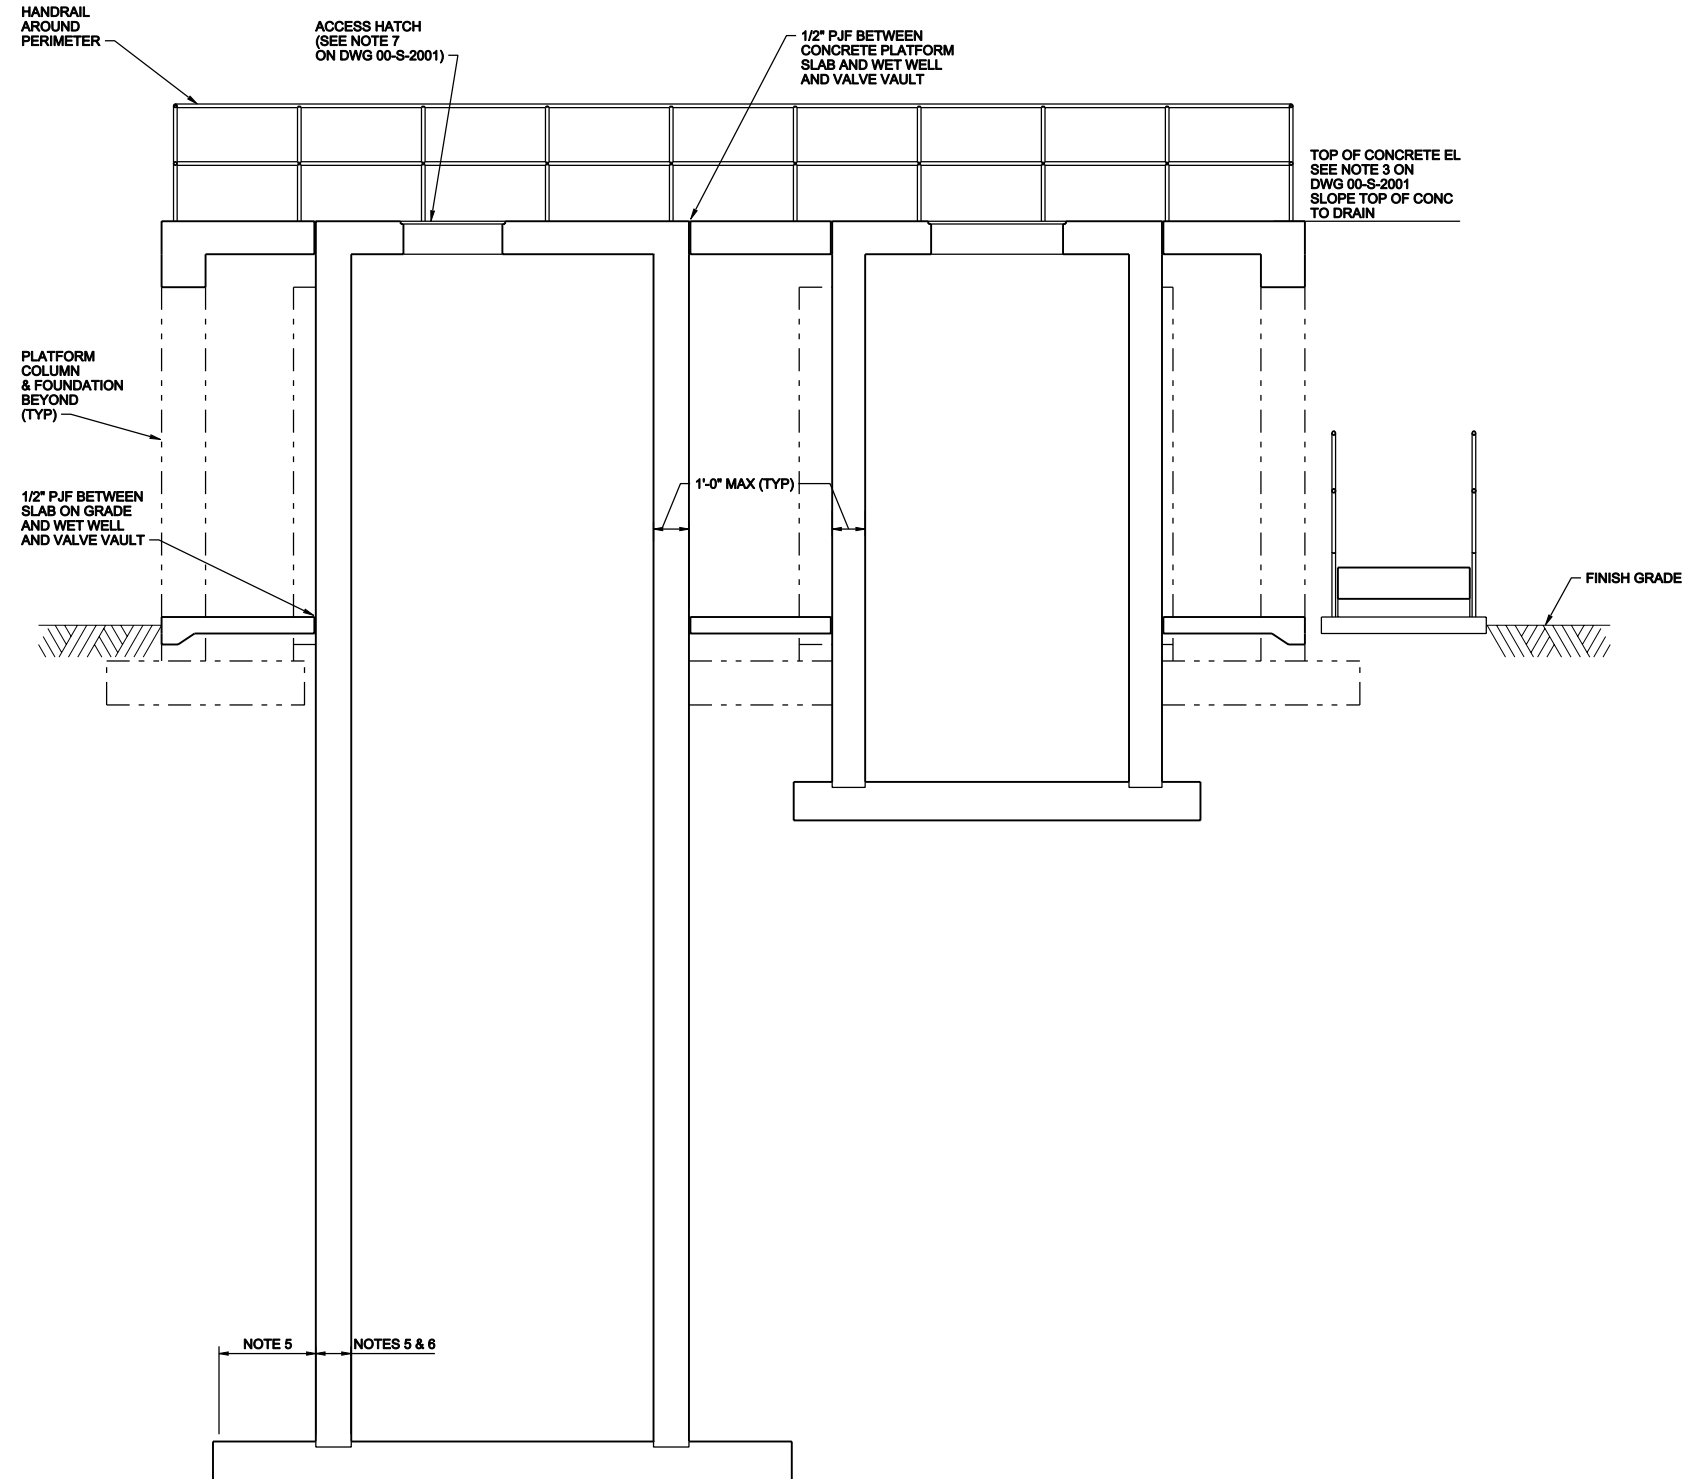 HANDRAIL
AROUND
PERIMETER
ACCESS HATCH
(SEE NOTE 7
ON DWG 00-S-2001)
1/2" PJF BETWEEN
CONCRETE PLATFORM
SLAB AND WET WELL
AND VALVE VAULT
TOP OF CONCRETE EL
SEE NOTE 3 ON
DWG 00-S-2001
SLOPE TOP OF CONC
TO DRAIN
PLATFORM
COLUMN
& FOUNDATION
BEYOND
(TYP)
1/2" PJF BETWEEN
SLAB ON GRADE
AND WET WELL
AND VALVE VAULT
1'-0" MAX (TYP)
FINISH GRADE
NOTE 5
NOTES 5 & 6